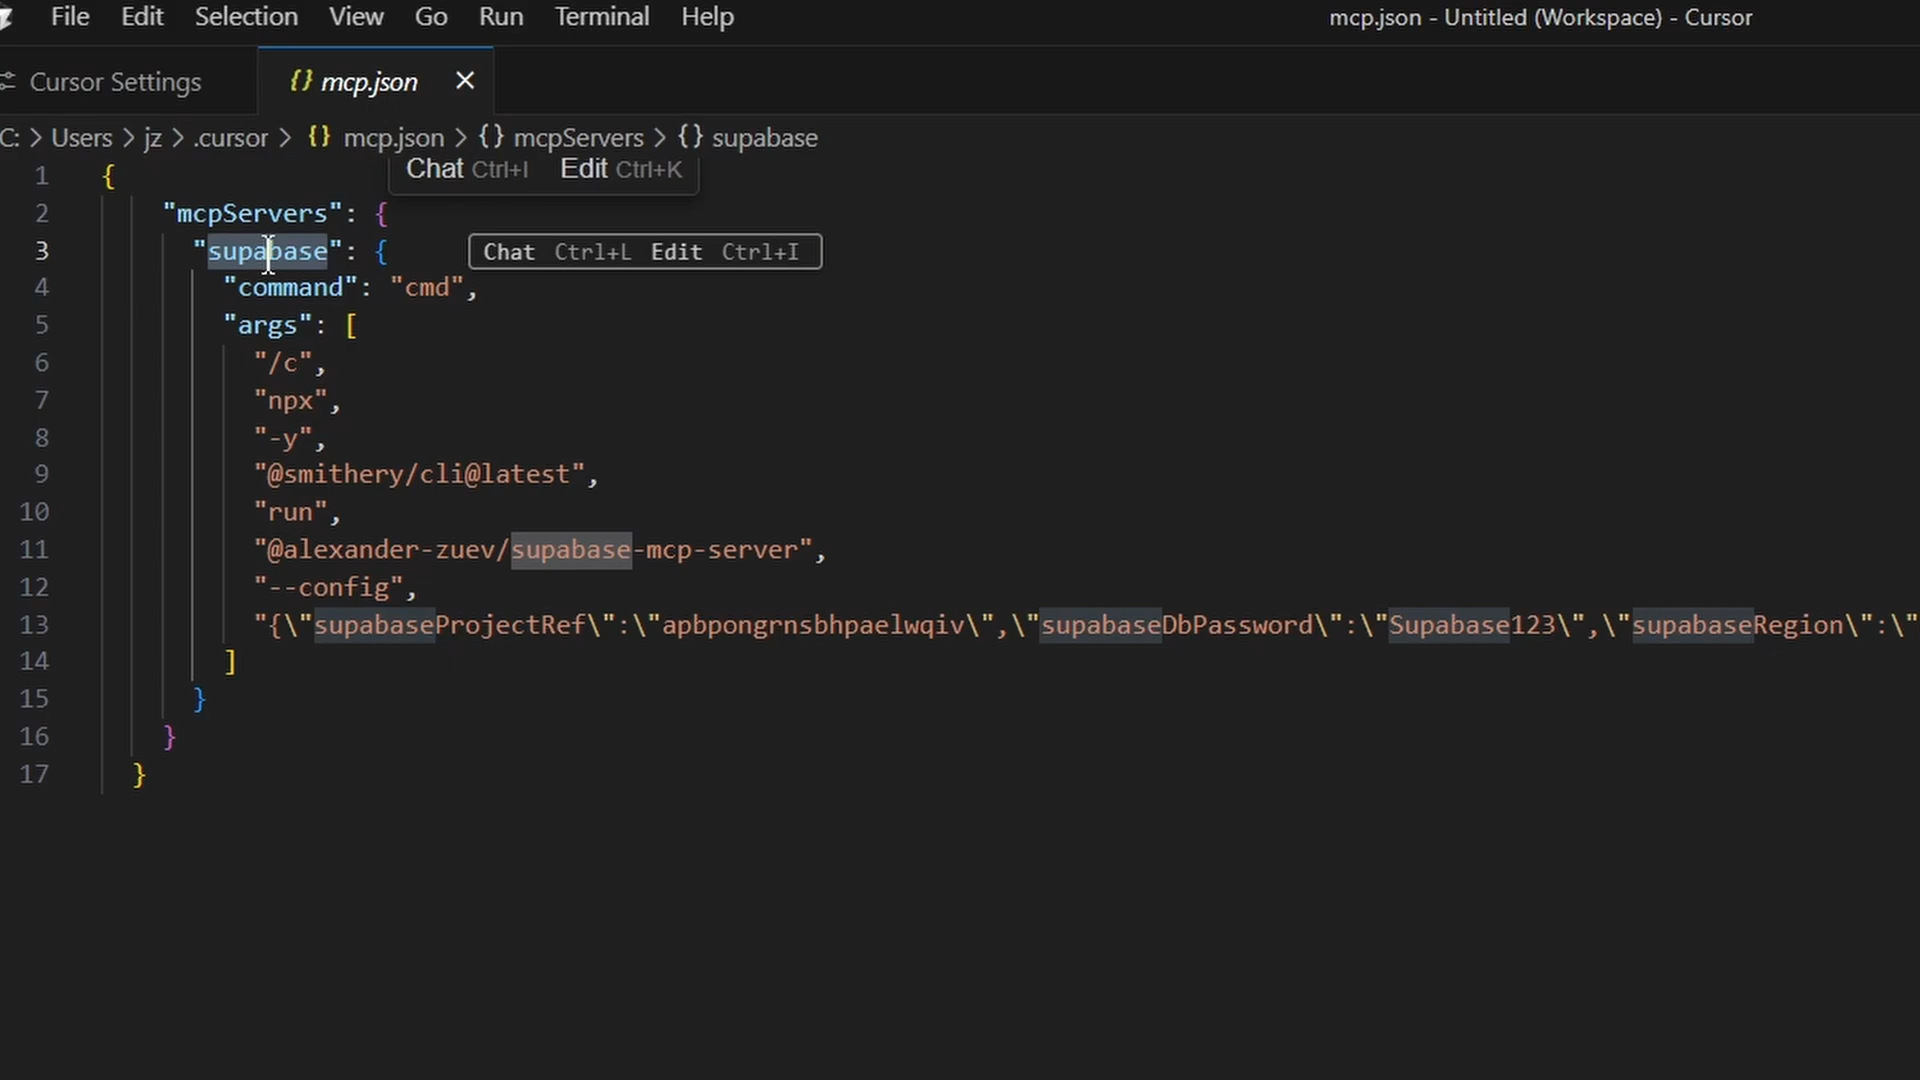 File Edit Selection View Go Run Terminal Help
mcp.json - Untitled (Workspace) - Cursor
Cursor Settings
{} mcp.json ×
C: > Users > jz > .cursor > {} mcp.json > {} mcpServers > {} supabase
Chat Ctrl+I Edit Ctrl+K
1 {
2 "mcpServers": {
3 "supabase": {
Chat Ctrl+L Edit Ctrl+I
4 "command": "cmd",
5 "args": [
6 "/c",
7 "npx",
8 "-y",
9 "@smithery/cli@latest",
10 "run",
11 "@alexander-zuev/supabase-mcp-server",
12 "--config",
13 "{\"supabaseProjectRef\":\"apbpongrnsbhpaelwqiv\",\"supabaseDbPassword\":\"Supabase123\",\"supabaseRegion\":\"
14 ]
15 }
16 }
17 }